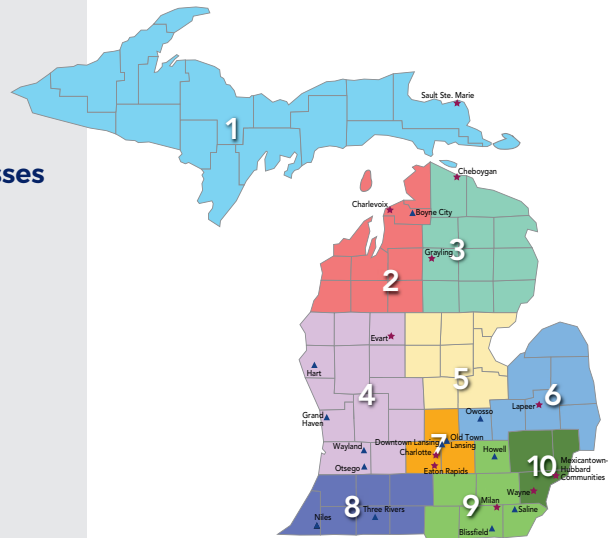 Sault Ste. Marie
1
sses
Cheboygan
Charlevoix
Boyne City
Grayling
3
2
Evart
Hart
5
4
6
Lapeer
Grand
Haven
Owosso
7
Downtown Lansing
Old Town
Lansing
Wayland
Charlotte
Howell
Otsego
Eaton Rapids
10
Mexicantown-
Hubbard
Communities
Wayne
8
Three Rivers
9
Milan
Saline
Niles
Blissfield